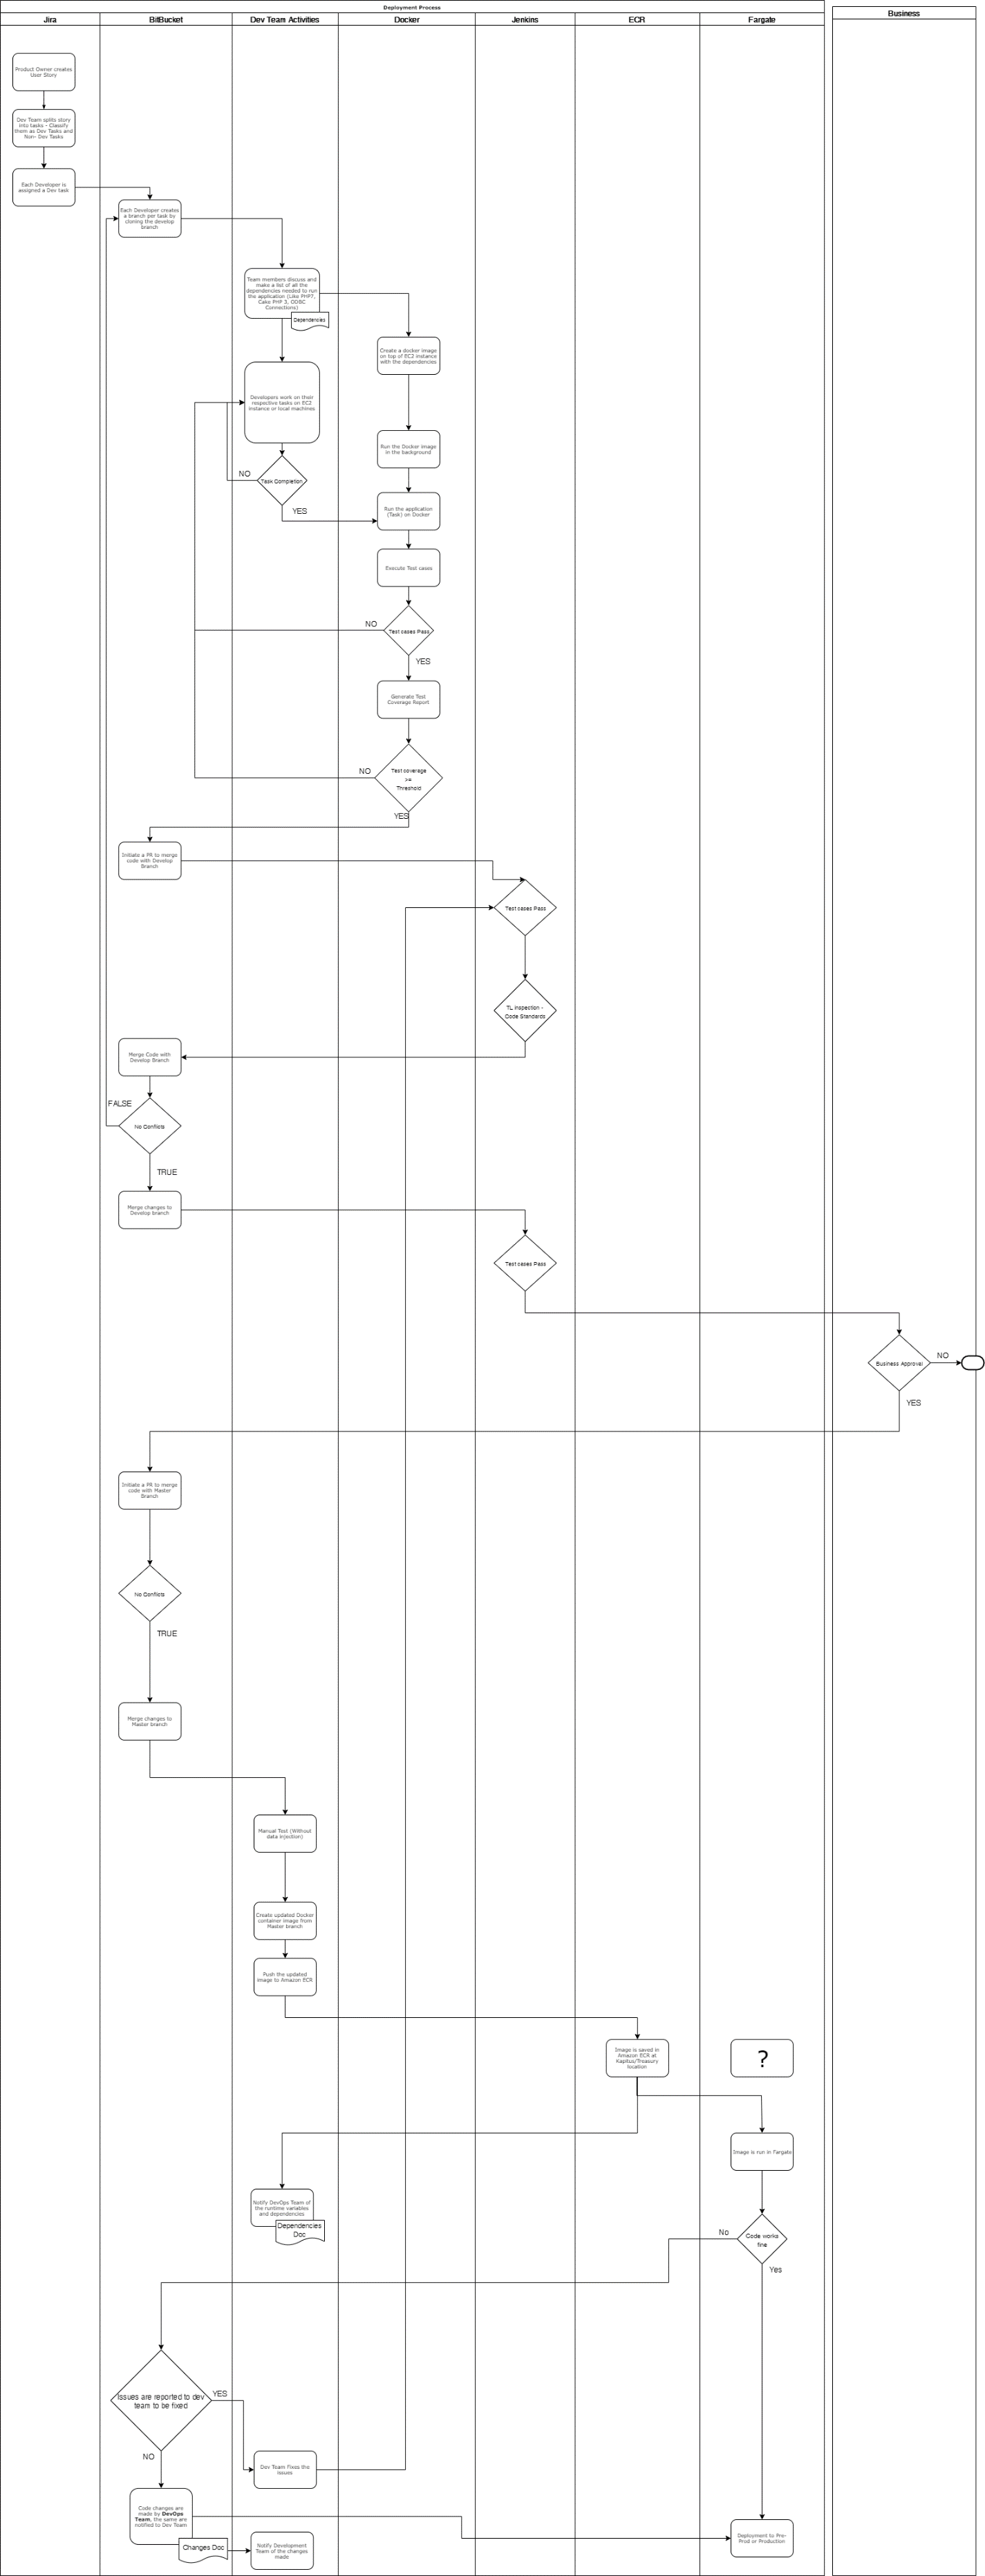 Deployment Process
Jira
BitBucket
Dev Team Activities
Docker
Jenkins
ECR
Fargate
Business
Product Owner creates
User Story
Dev Team splits story
into tasks - Classify
them as Dev Tasks and
Non- Dev Tasks
Each Developer is
assigned a Dev task
Each Developer creates
a branch per task by
cloning the develop
branch
Team members discuss and
make a list of all the
dependencies needed to run
the application (Like PHP7,
Cake PHP 3, ODBC
Connections)
Dependencies
Create a docker image
on top of EC2 instance
with the dependencies
Developers work on their
respective tasks on EC2
instance or local machines
Run the Docker image
in the background
NO
Task Completion
YES
Run the application
(Task) on Docker
Execute Test cases
NO
Test cases Pass
YES
Generate Test
Coverage Report
NO
Test coverage
>=
Threshold
YES
Initiate a PR to merge
code with Develop
Branch
Test cases Pass
TL inspection -
Code Standards
Merge Code with
Develop Branch
FALSE
No Conflicts
TRUE
Merge changes to
Develop branch
Test cases Pass
Business Approval
NO
YES
Initiate a PR to merge
code with Master
Branch
No Conflicts
TRUE
Merge changes to
Master branch
Manual Test (Without
data injection)
Create updated Docker
container image from
Master branch
Push the updated
image to Amazon ECR
Image is saved in
Amazon ECR at
Kapitus/Treasury
location
?
Image is run in Fargate
Notify DevOps Team of
the runtime variables
and dependencies
Dependencies
Doc
No
Code works
fine
Yes
Issues are reported to dev
team to be fixed
YES
NO
Dev Team Fixes the
issues
Code changes are
made by DevOps
Team, the same are
notified to Dev Team
Changes Doc
Notify Development
Team of the changes
made
Deployment to Pre-
Prod or Production